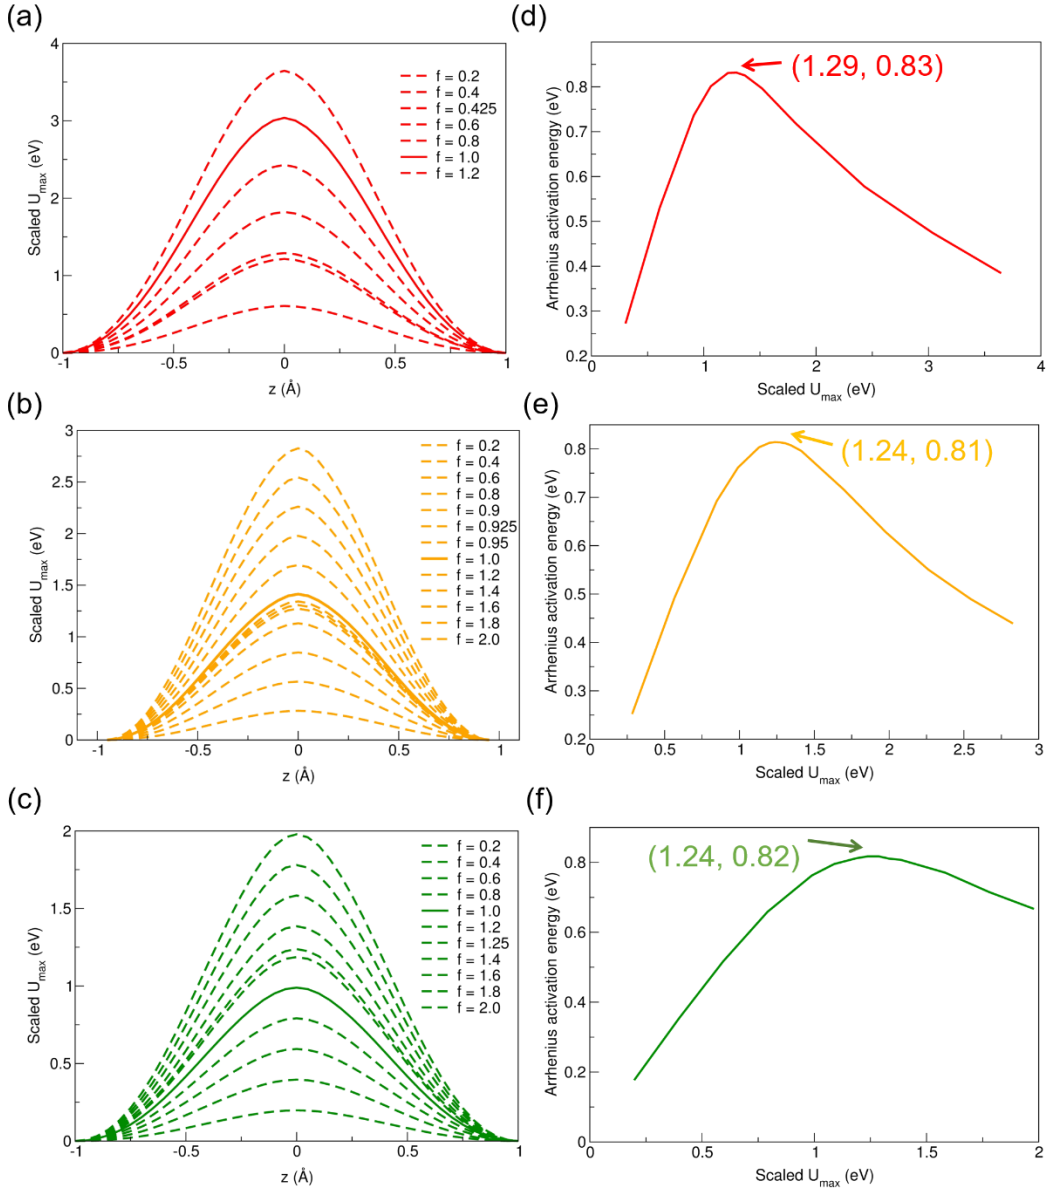 (a)
4
3
2
1
0
Scaled U_max (eV)
-1
-0.5
0
0.5
1
z (Å)
f = 0.2
f = 0.4
f = 0.425
f = 0.6
f = 0.8
f = 1.0
f = 1.2
(d)
0.8
0.7
0.6
0.5
0.4
0.3
0.2
Arrhenius activation energy (eV)
0
1
2
3
4
Scaled U_max (eV)
(1.29, 0.83)
(b)
3
2.5
2
1.5
1
0.5
0
Scaled U_max (eV)
-1
-0.5
0
0.5
1
z (Å)
f = 0.2
f = 0.4
f = 0.6
f = 0.8
f = 0.9
f = 0.925
f = 0.95
f = 1.0
f = 1.2
f = 1.4
f = 1.6
f = 1.8
f = 2.0
(e)
0.8
0.7
0.8
0.5
0.4
0.3
0.2
Arrhenius activation energy (eV)
0
0.5
1
1.5
2
2.5
3
Scaled U_max (eV)
(1.24, 0.81)
(c)
2
1.5
1
0.5
0
Scaled U_max (eV)
-1
-0.5
0
0.5
1
z (Å)
f = 0.2
f = 0.4
f = 0.6
f = 0.8
f = 1.0
f = 1.2
f = 1.25
f = 1.4
f = 1.6
f = 1.8
f = 2.0
(f)
0.8
0.6
0.4
0.2
0
Arrhenius activation energy (eV)
0
0.5
1
1.5
2
Scaled U_max (eV)
(1.24, 0.82)